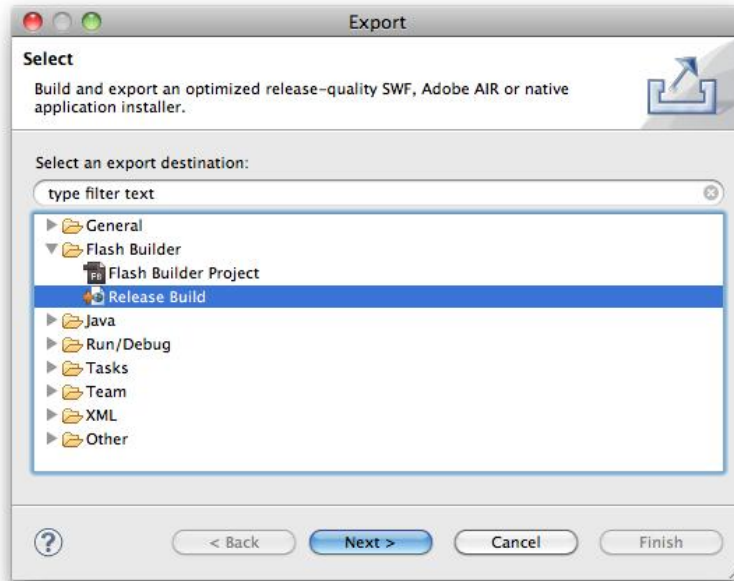 Export
Select
Build and export an optimized release-quality SWF, Adobe AIR or native
application installer.
Select an export destination:
type filter text
General
Flash Builder
Flash Builder Project
Release Build
Java
Run/Debug
Tasks
Team
XML
Other
? < Back Next > Cancel Finish